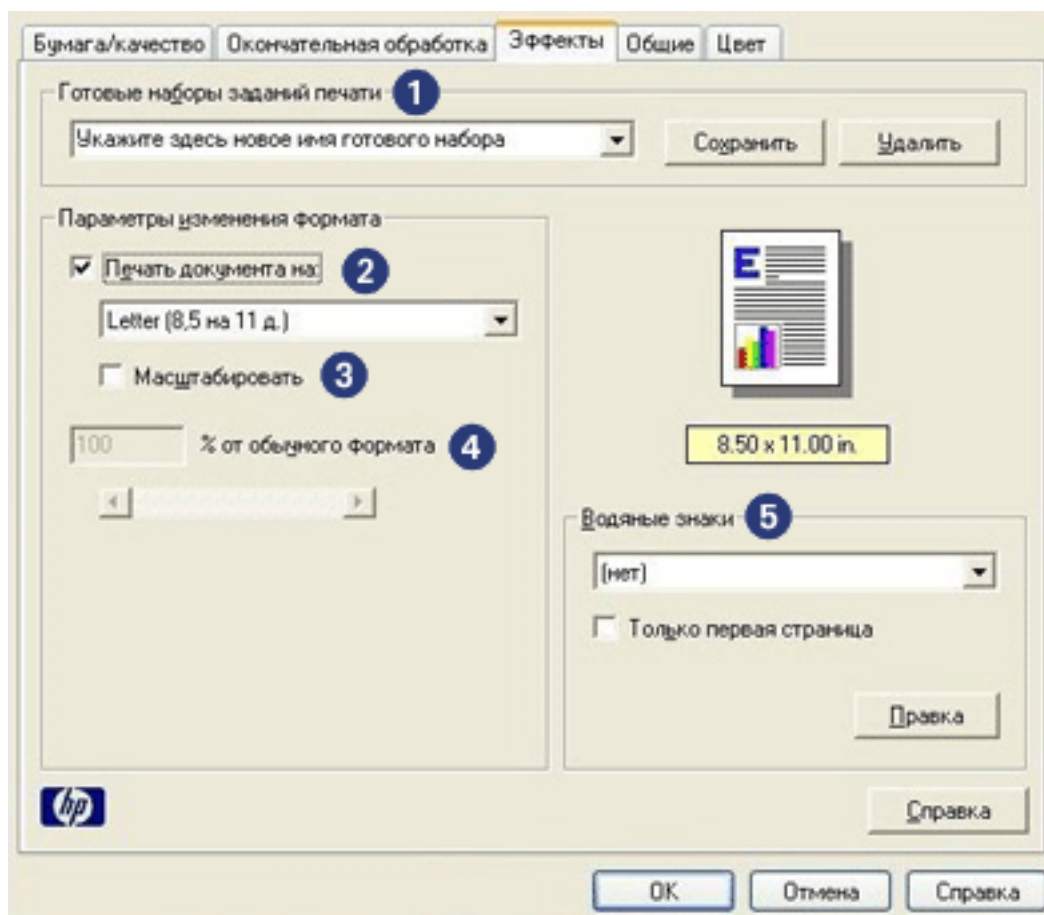 Бумага/качество Окончательная обработка Эффекты Общие Цвет
Готовые наборы заданий печати 1
Укажите здесь новое имя готового набора Сохранить Удалить
Параметры изменения формата
Печать документа на: 2
Letter (8,5 на 11 д.)
Масштабировать 3
100 % от обычного формата 4
E
8.50 x 11.00 in.
Водяные знаки 5
(нет)
Только первая страница
Правка
hp
Справка
OK Отмена Справка